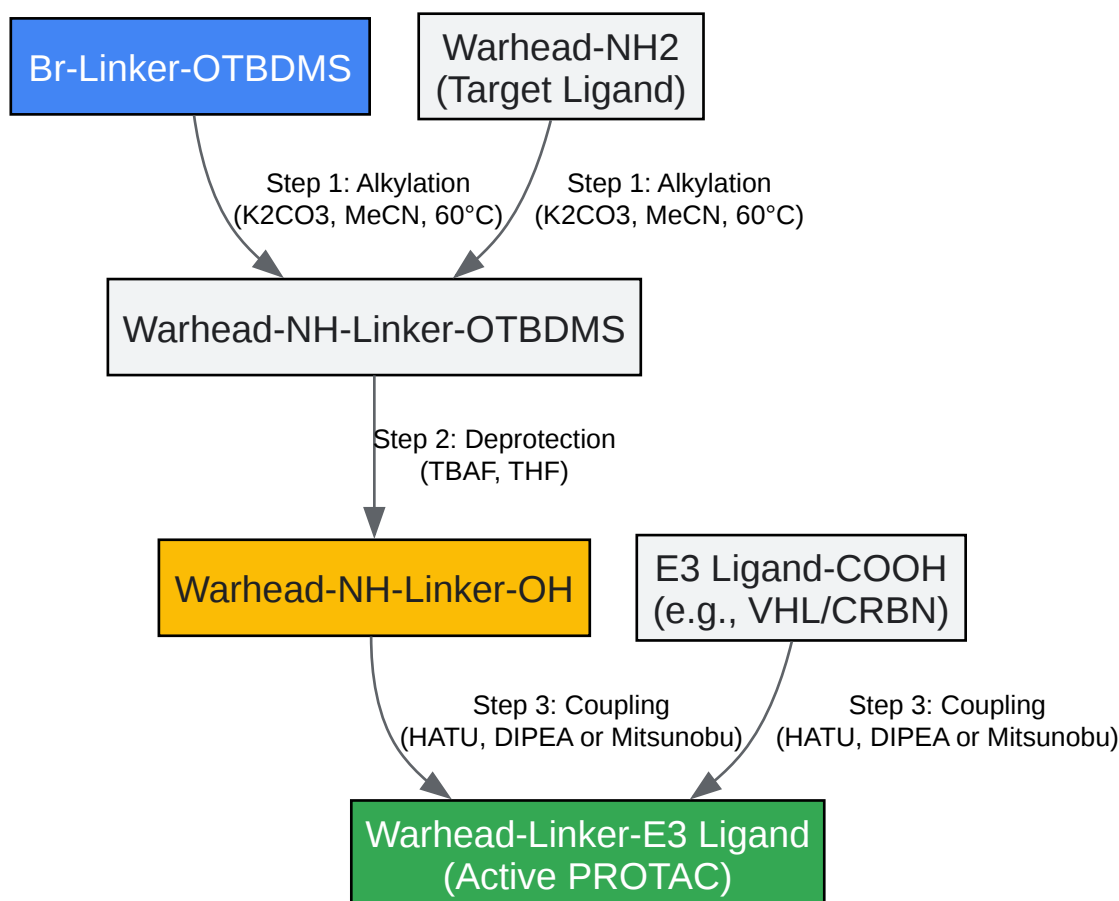 Br-Linker-OTBDMS
Warhead-NH2
(Target Ligand)
Step 1: Alkylation
(K2CO3, MeCN, 60°C)
Step 1: Alkylation
(K2CO3, MeCN, 60°C)
Warhead-NH-Linker-OTBDMS
Step 2: Deprotection
(TBAF, THF)
Warhead-NH-Linker-OH
E3 Ligand-COOH
(e.g., VHL/CRBN)
Step 3: Coupling
(HATU, DIPEA or Mitsunobu)
Step 3: Coupling
(HATU, DIPEA or Mitsunobu)
Warhead-Linker-E3 Ligand
(Active PROTAC)